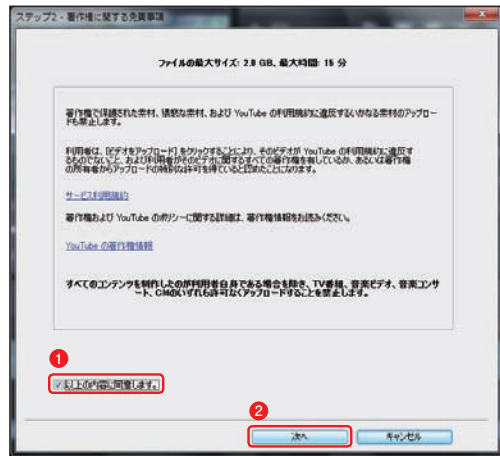 ステップ2 - 著作権に関する免責事項
ファイルの最大サイズ: 2.0 GB、最大時間: 15 分
著作権で保護された素材、猥褻な素材、および YouTube の利用規約に違反するいかなる素材のアップロー
ドも禁止します。
利用者は、[ビデオをアップロード] をクリックすることにより、そのビデオが YouTube の利用規約に違反す
るものでないこと、および利用者がそのビデオに関するすべての著作権を有しているか、あるいは著作権
の所有者からアップロードの特別な許可を得ていると認めたことになります。
サービス利用規約
著作権および YouTube のポリシーに関する詳細は、著作権情報をお読みください。
YouTube の著作権情報
すべてのコンテンツを制作したのが利用者自身である場合を除き、TV番組、音楽ビデオ、音楽コンサ
ート、CMのいずれも許可なくアップロードすることを禁止します。
1
以上の内容に同意します。
2
次へ
キャンセル